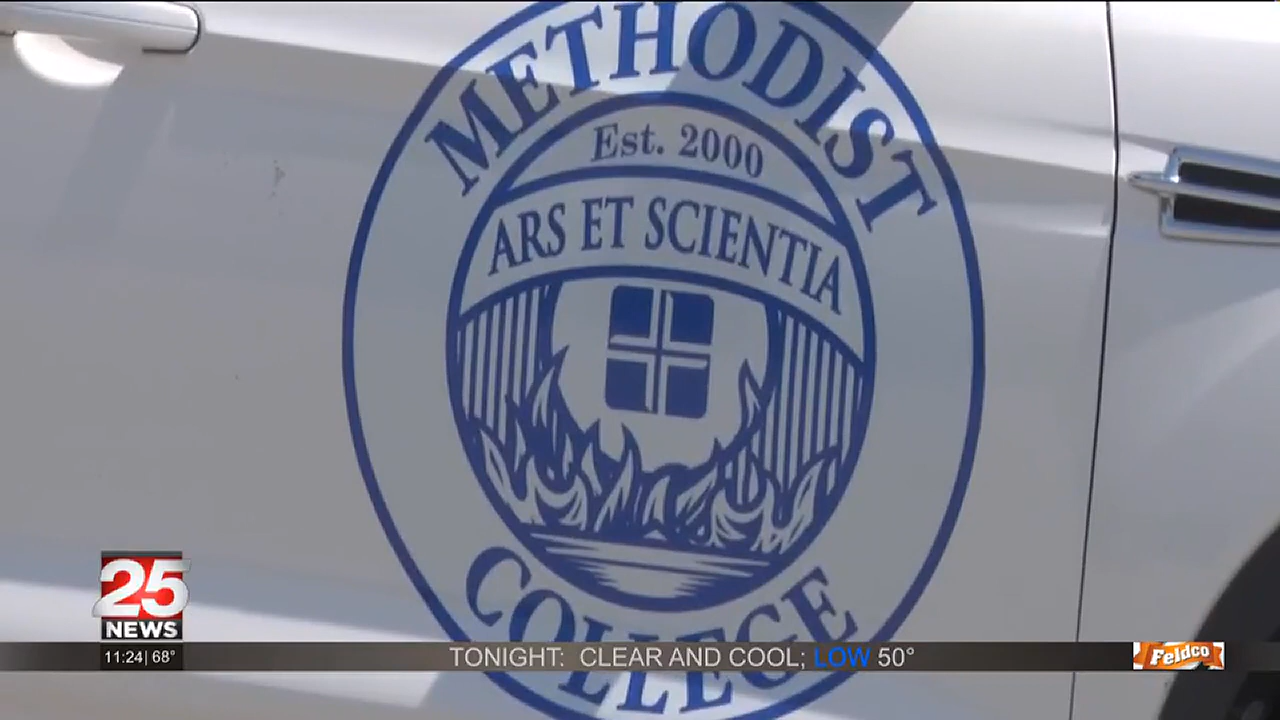 METHODIST
Est. 2000
ARS ET SCIENTIA
COLLEGE
25
NEWS
11:24| 68°
TONIGHT: CLEAR AND COOL; LOW 50°
Feldco